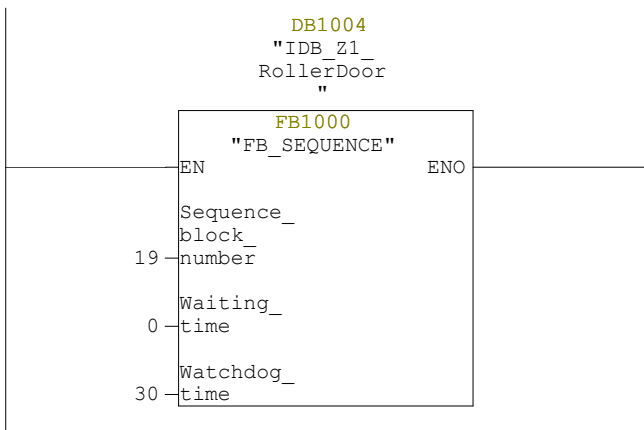 DB1004
"IDB_Z1_
RollerDoor
"
FB1000
"FB_SEQUENCE"
EN ENO
Sequence_
block_
19 number
Waiting_
0 time
Watchdog_
30 time